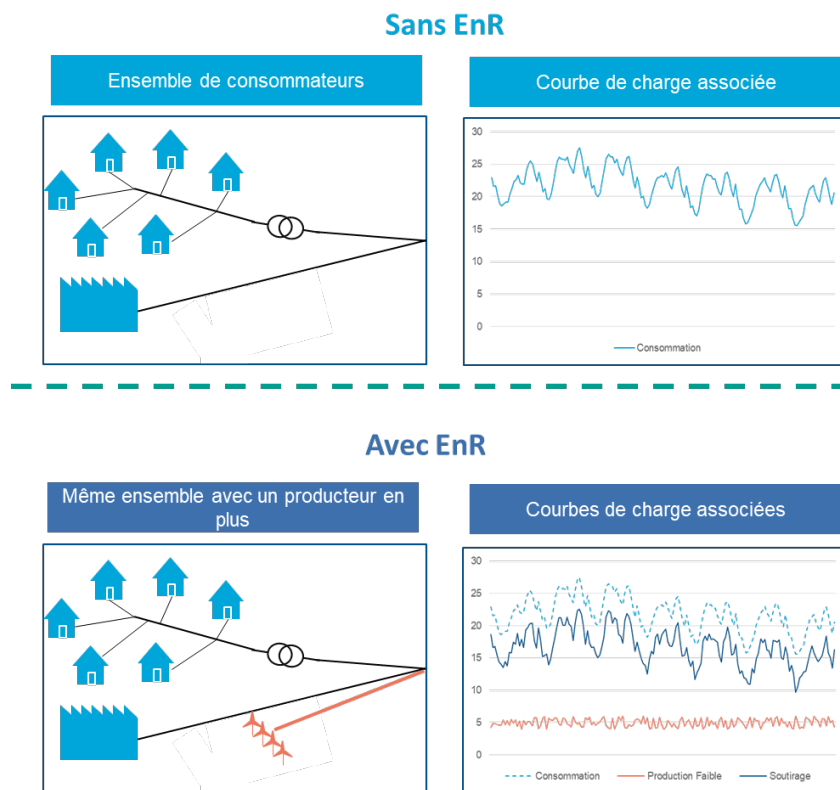 Sans EnR
Ensemble de consommateurs
Courbe de charge associée
30
25
20
15
10
5
0
Consommation
Avec EnR
Même ensemble avec un producteur en
plus
Courbes de charge associées
30
25
20
15
10
5
0
Consommation
Production Faible
Soutirage